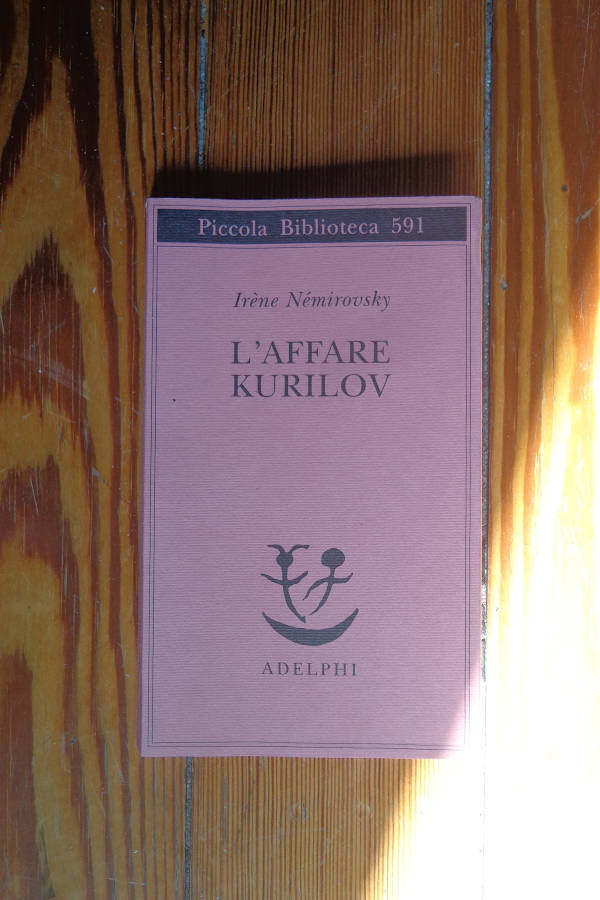 Piccola Biblioteca 591
Irène Némirovsky
L'AFFARE
KURILOV
ADELPHI